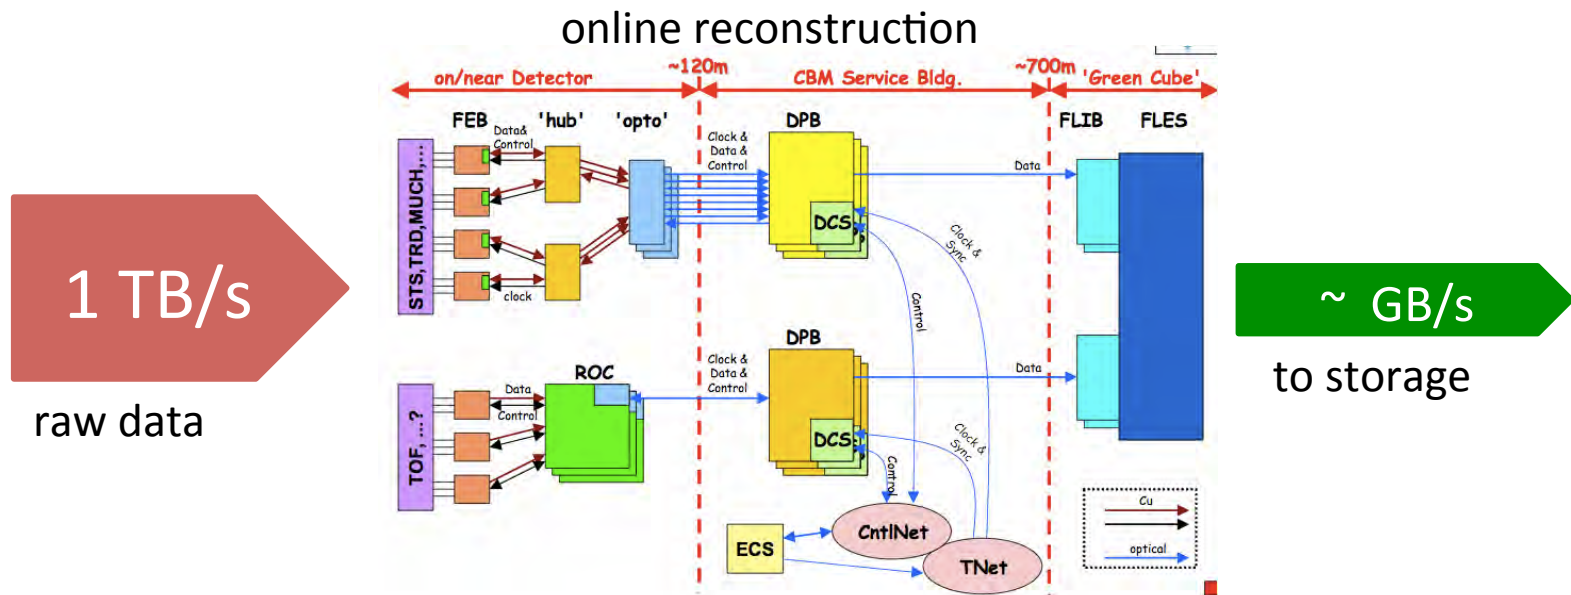 online reconstruction
~120m
~700m
on/near Detector
CBM Service Bldg.
'Green Cube'
FEB
'hub'
'opto'
DPB
FLIB
FLES
Data&
Control
Clock &
Data &
Control
Data
STS,TRD,MUCH,...
DCS
Clock &
Sync
clock
Control
1 TB/s
raw data
~ GB/s
to storage
DPB
ROC
Clock &
Data &
Control
Data
TOF, ...?
Data
Control
DCS
Clock &
Sync
Control
Cu
optical
CntlNet
ECS
TNet